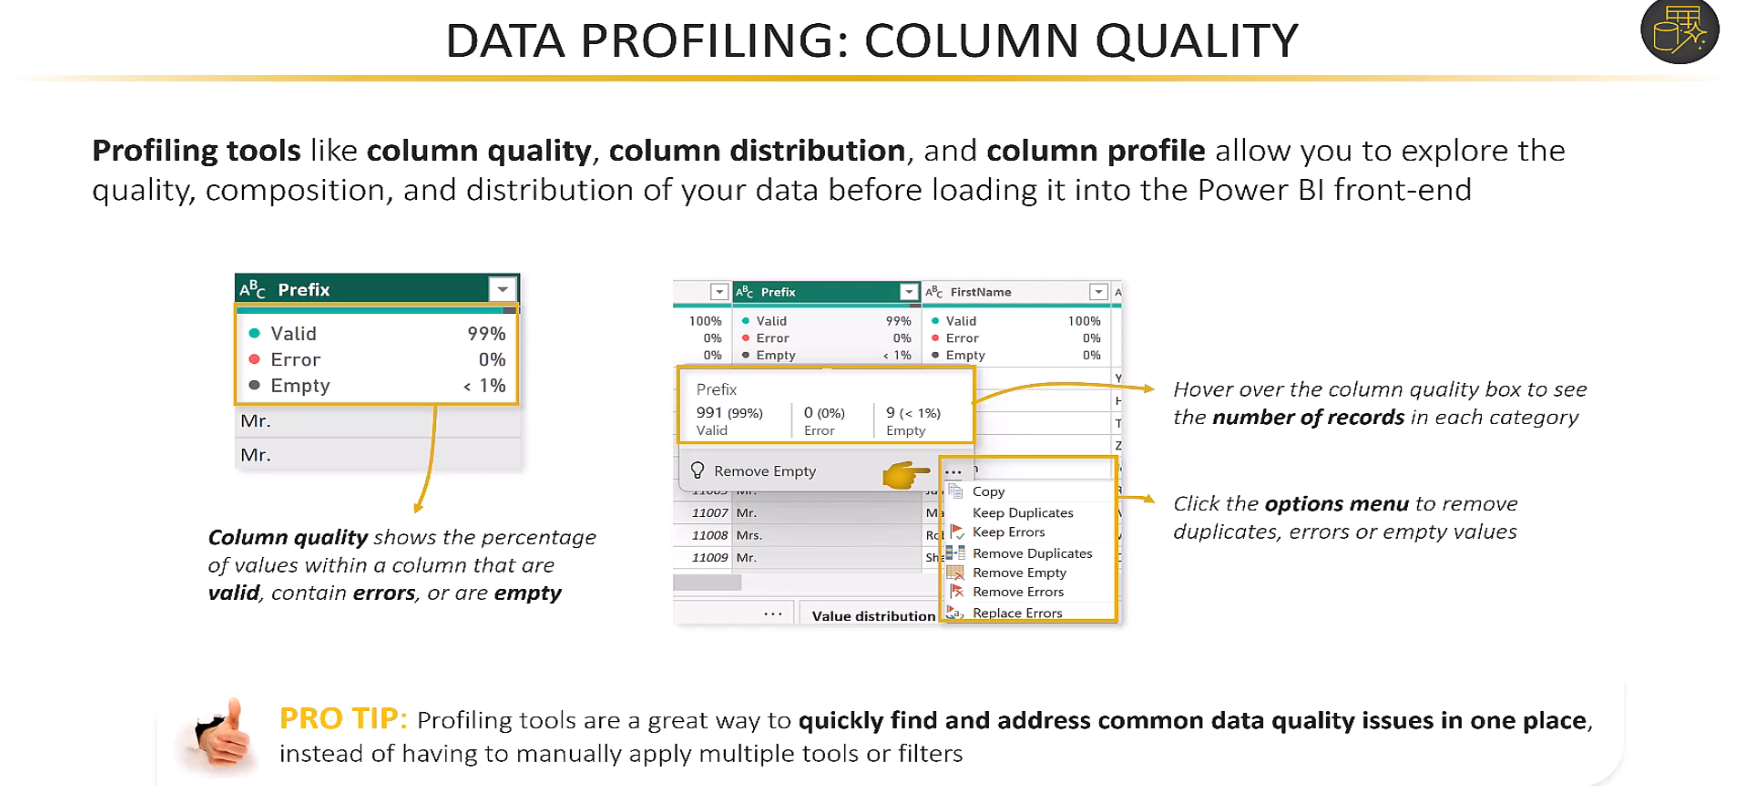 DATA PROFILING: COLUMN QUALITY
Profiling tools like column quality, column distribution, and column profile allow you to explore the
quality, composition, and distribution of your data before loading it into the Power BI front-end
ABC Prefix
Valid 99%
Error 0%
Empty < 1%
Mr.
Mr.
Column quality shows the percentage
of values within a column that are
valid, contain errors, or are empty
ABC Prefix ABC FirstName A
100% Valid 99% Valid 100%
0% Error 0% Error 0%
0% Empty < 1% Empty 0%
Prefix
991 (99%) 0 (0%) 9 (< 1%)
Valid Error Empty
Remove Empty
Y
H
T
Z
11007 Mr. Ma
11008 Mrs. Rob
11009 Mr. She
... Value distribution
...
Copy
Keep Duplicates
Keep Errors
Remove Duplicates
Remove Empty
Remove Errors
Replace Errors
Hover over the column quality box to see
the number of records in each category
Click the options menu to remove
duplicates, errors or empty values
PRO TIP: Profiling tools are a great way to quickly find and address common data quality issues in one place,
instead of having to manually apply multiple tools or filters